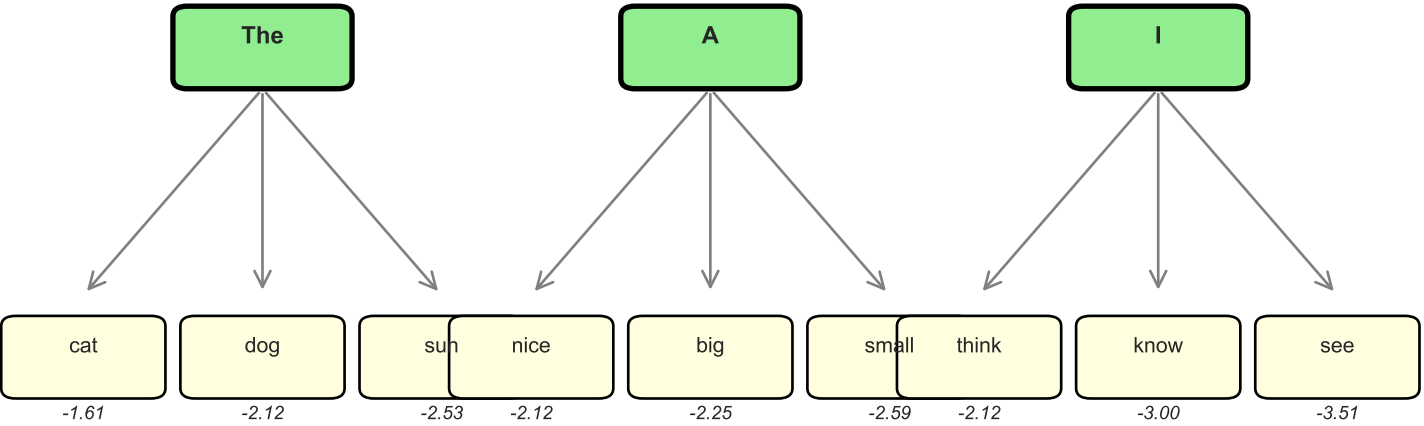 The A I
cat dog sun nice big small think know see
-1.61 -2.12 -2.53 -2.12 -2.25 -2.59 -2.12 -3.00 -3.51